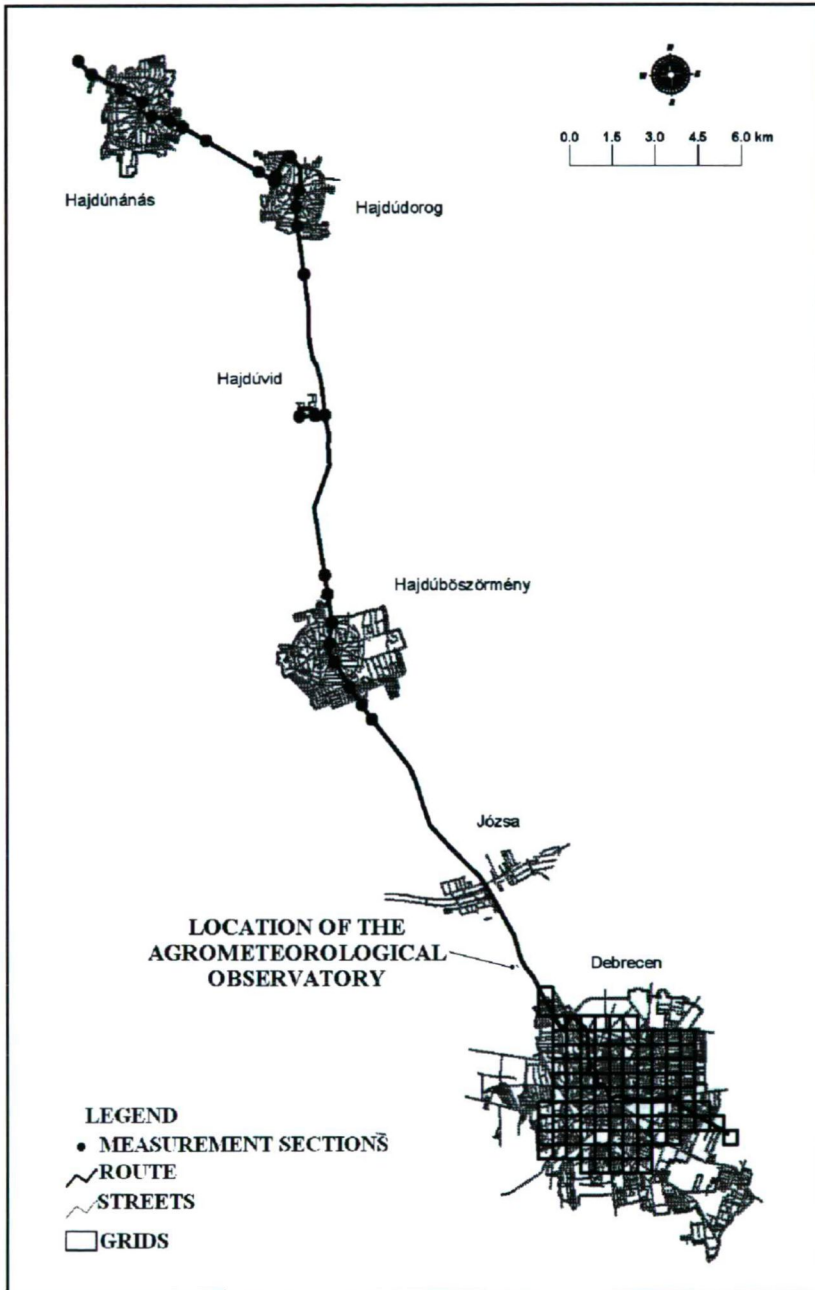 0.0 1.5 3.0 4.5 6.0 km
Hajdúnánás
Hajdúdorog
Hajdúvid
Hajdúböszörmény
Józsa
LOCATION OF THE
AGROMETEOROLOGICAL
OBSERVATORY
Debrecen
LEGEND
MEASUREMENT SECTIONS
ROUTE
STREETS
GRIDS